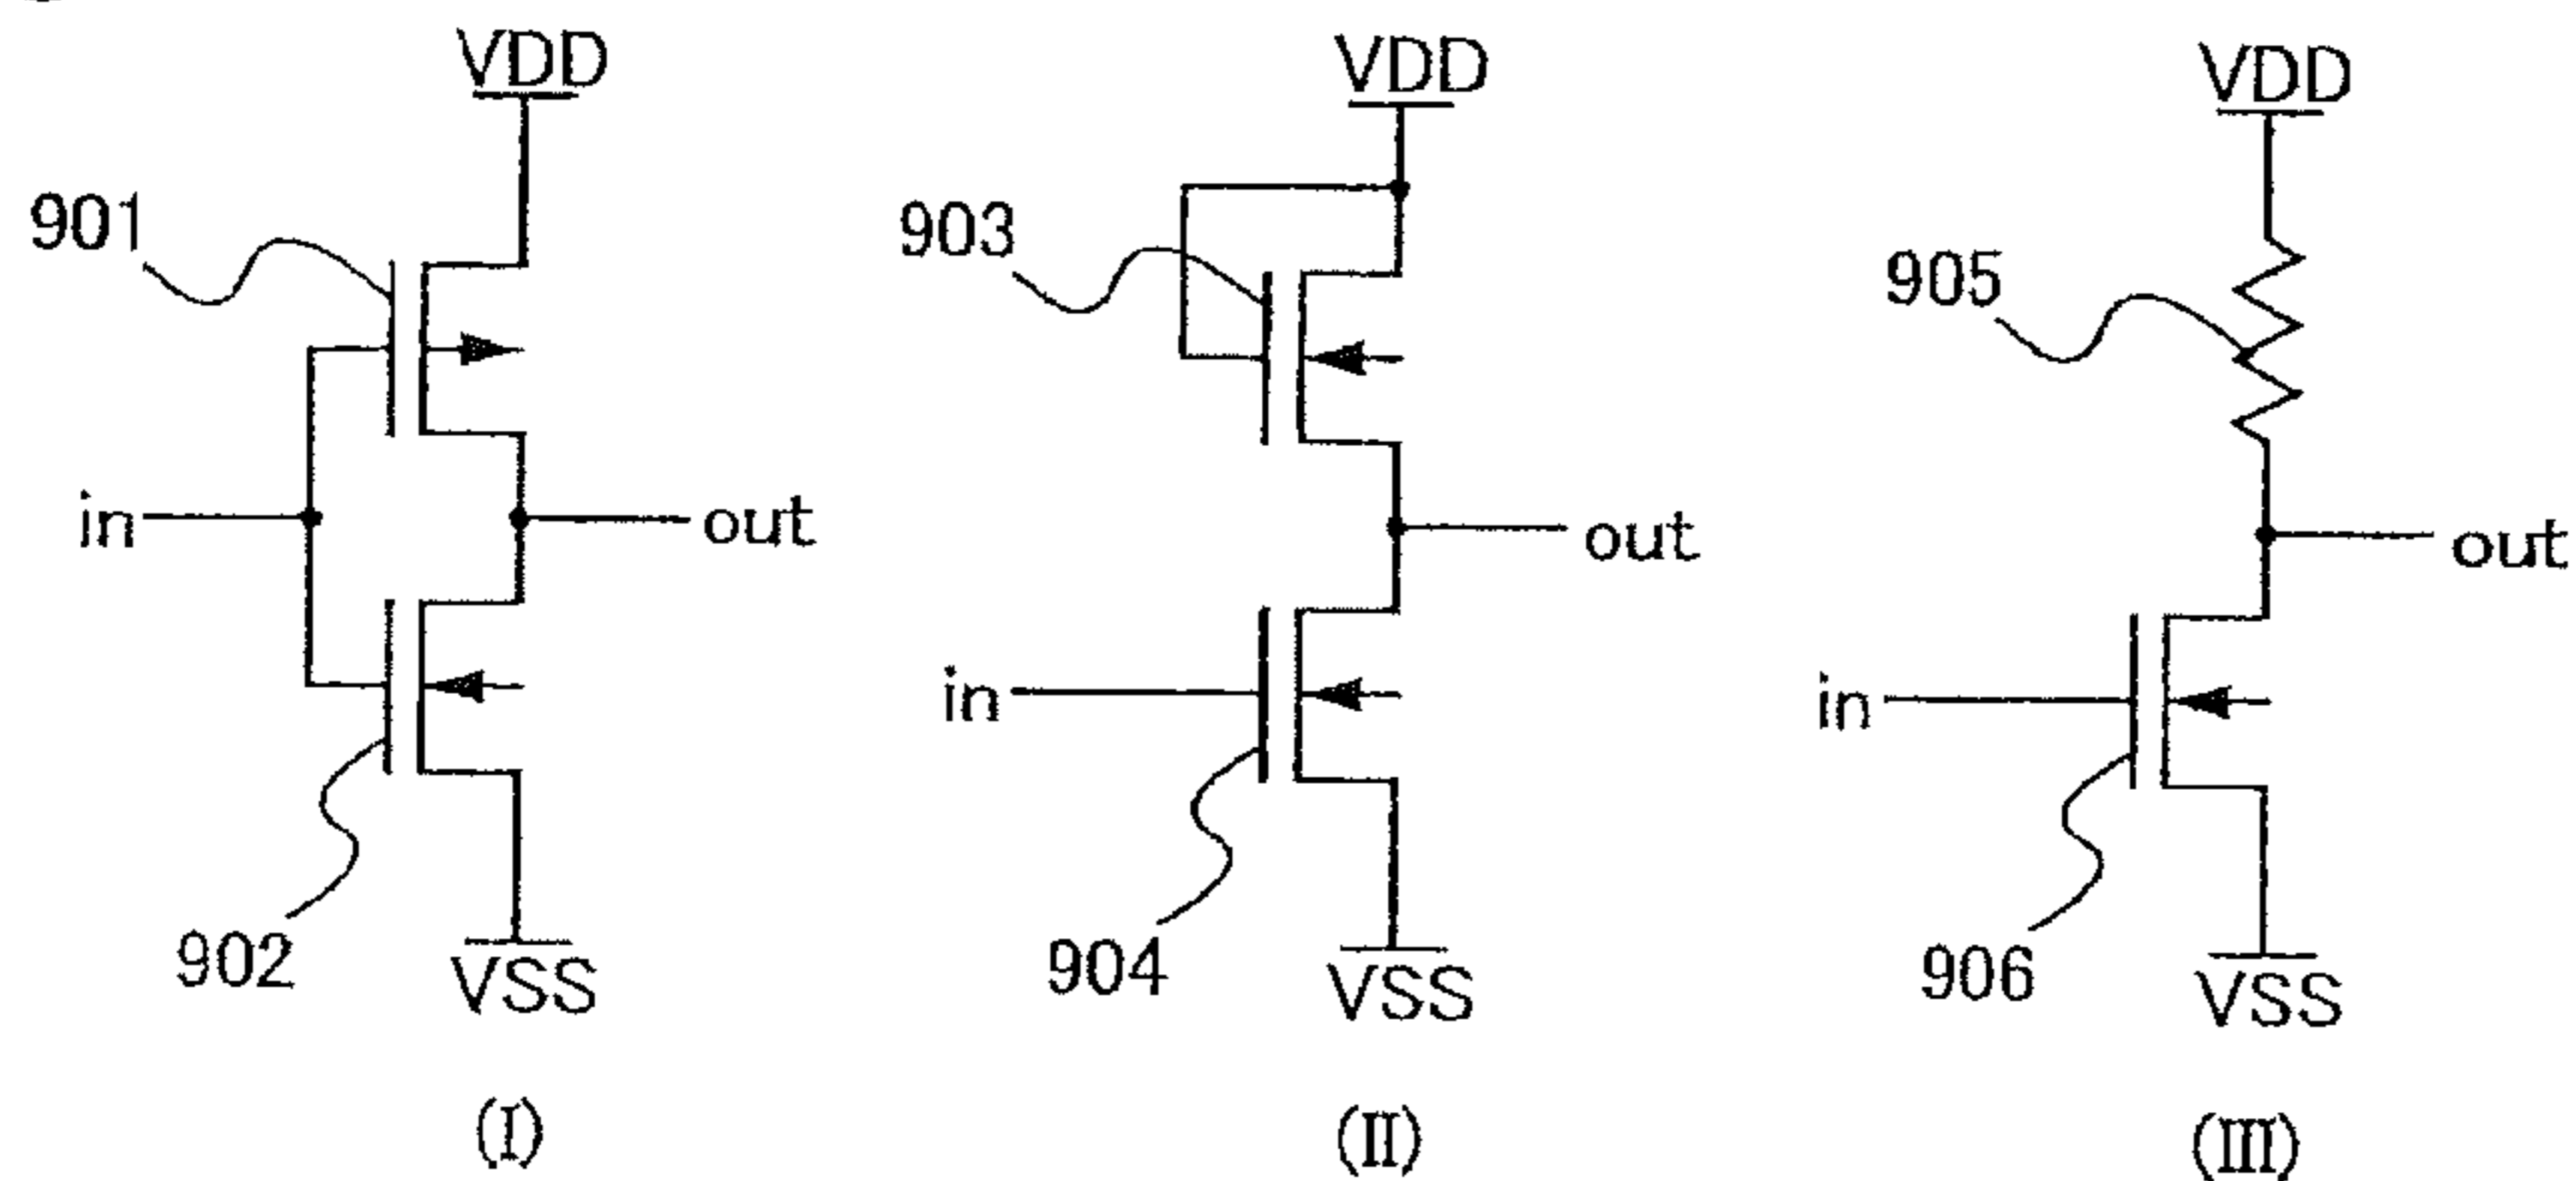 VDD VDD VDD
901 903 905
in out out out
in in
902 904 906
VSS VSS VSS
(I) (II) (III)